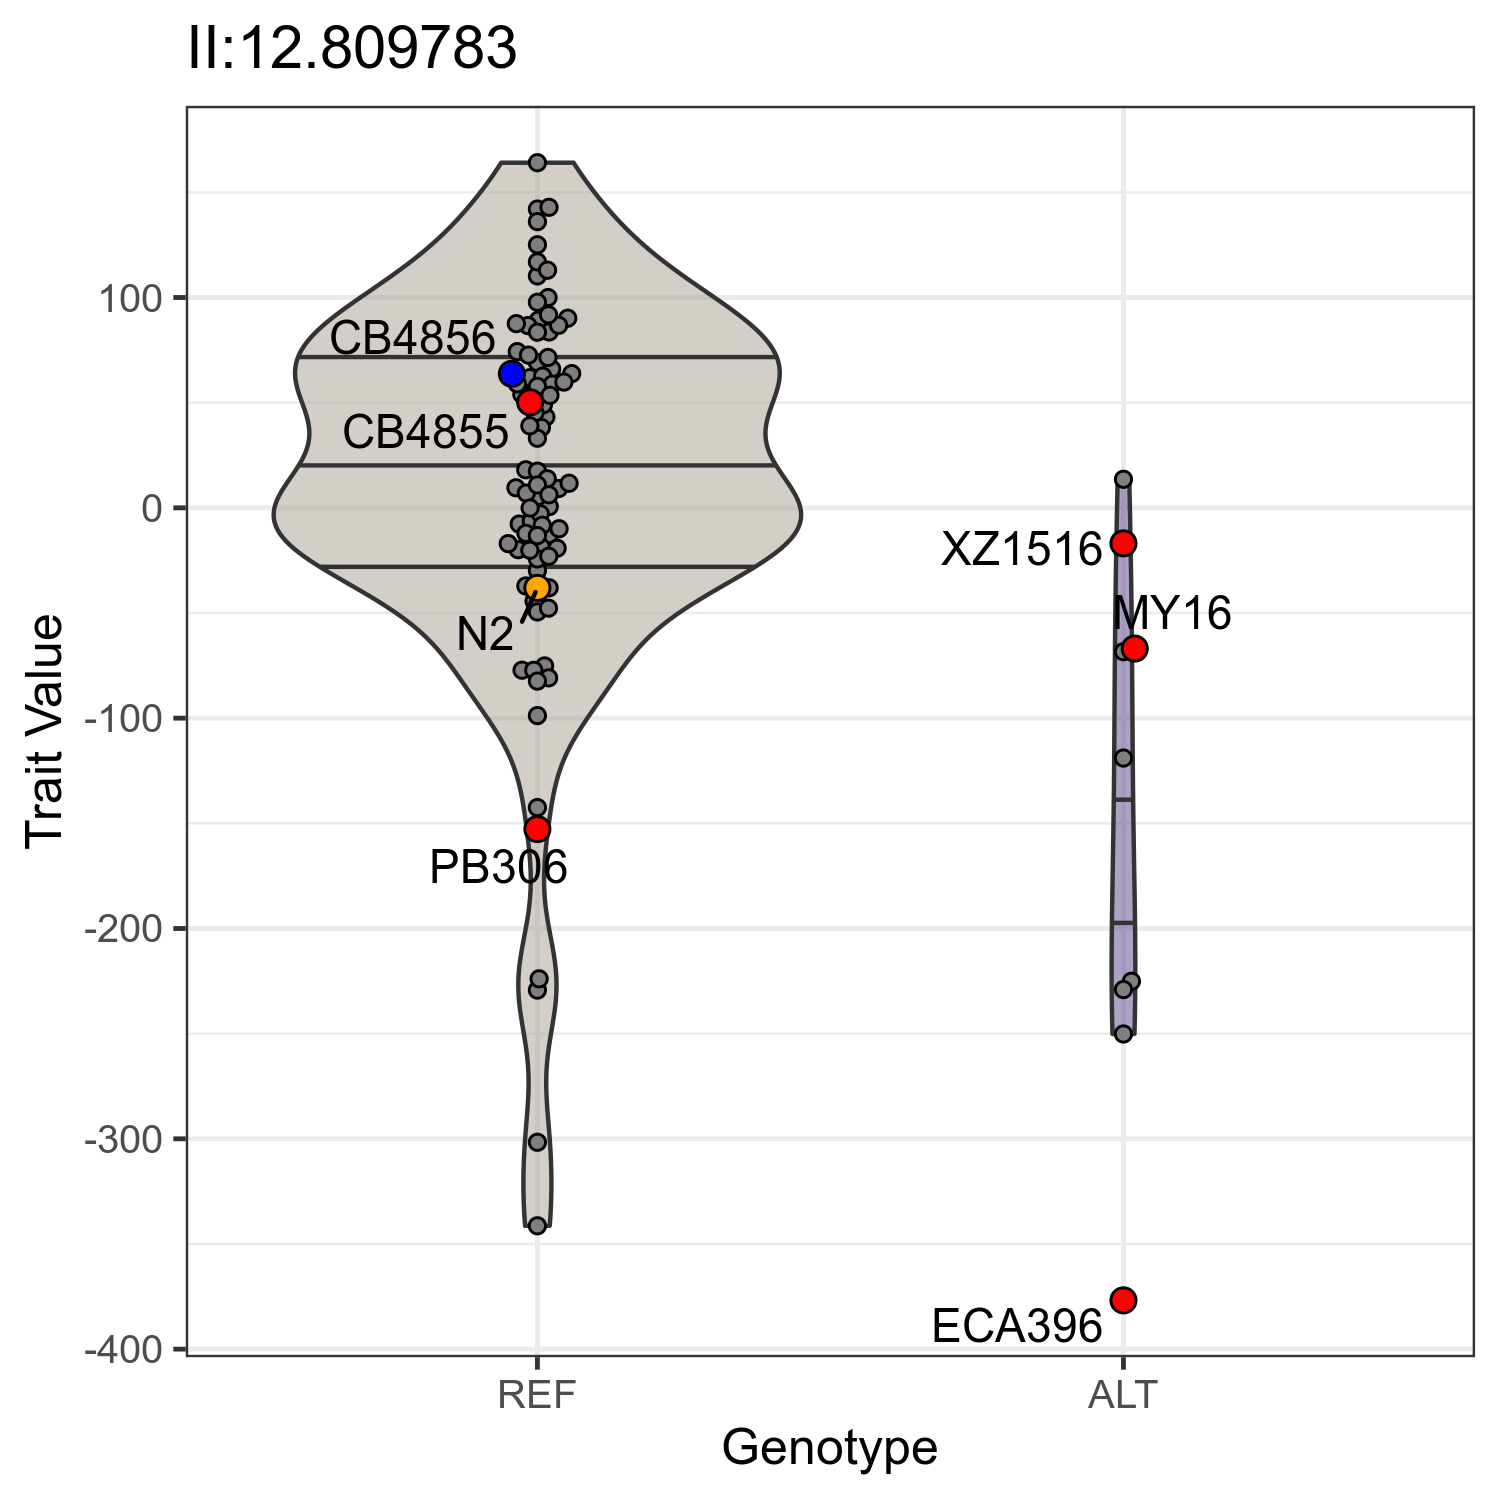 II:12.809783
Trait Value
100
0
-100
-200
-300
-400
CB4856
CB4855
N2
PB306
XZ1516
MY16
ECA396
REF
ALT
Genotype